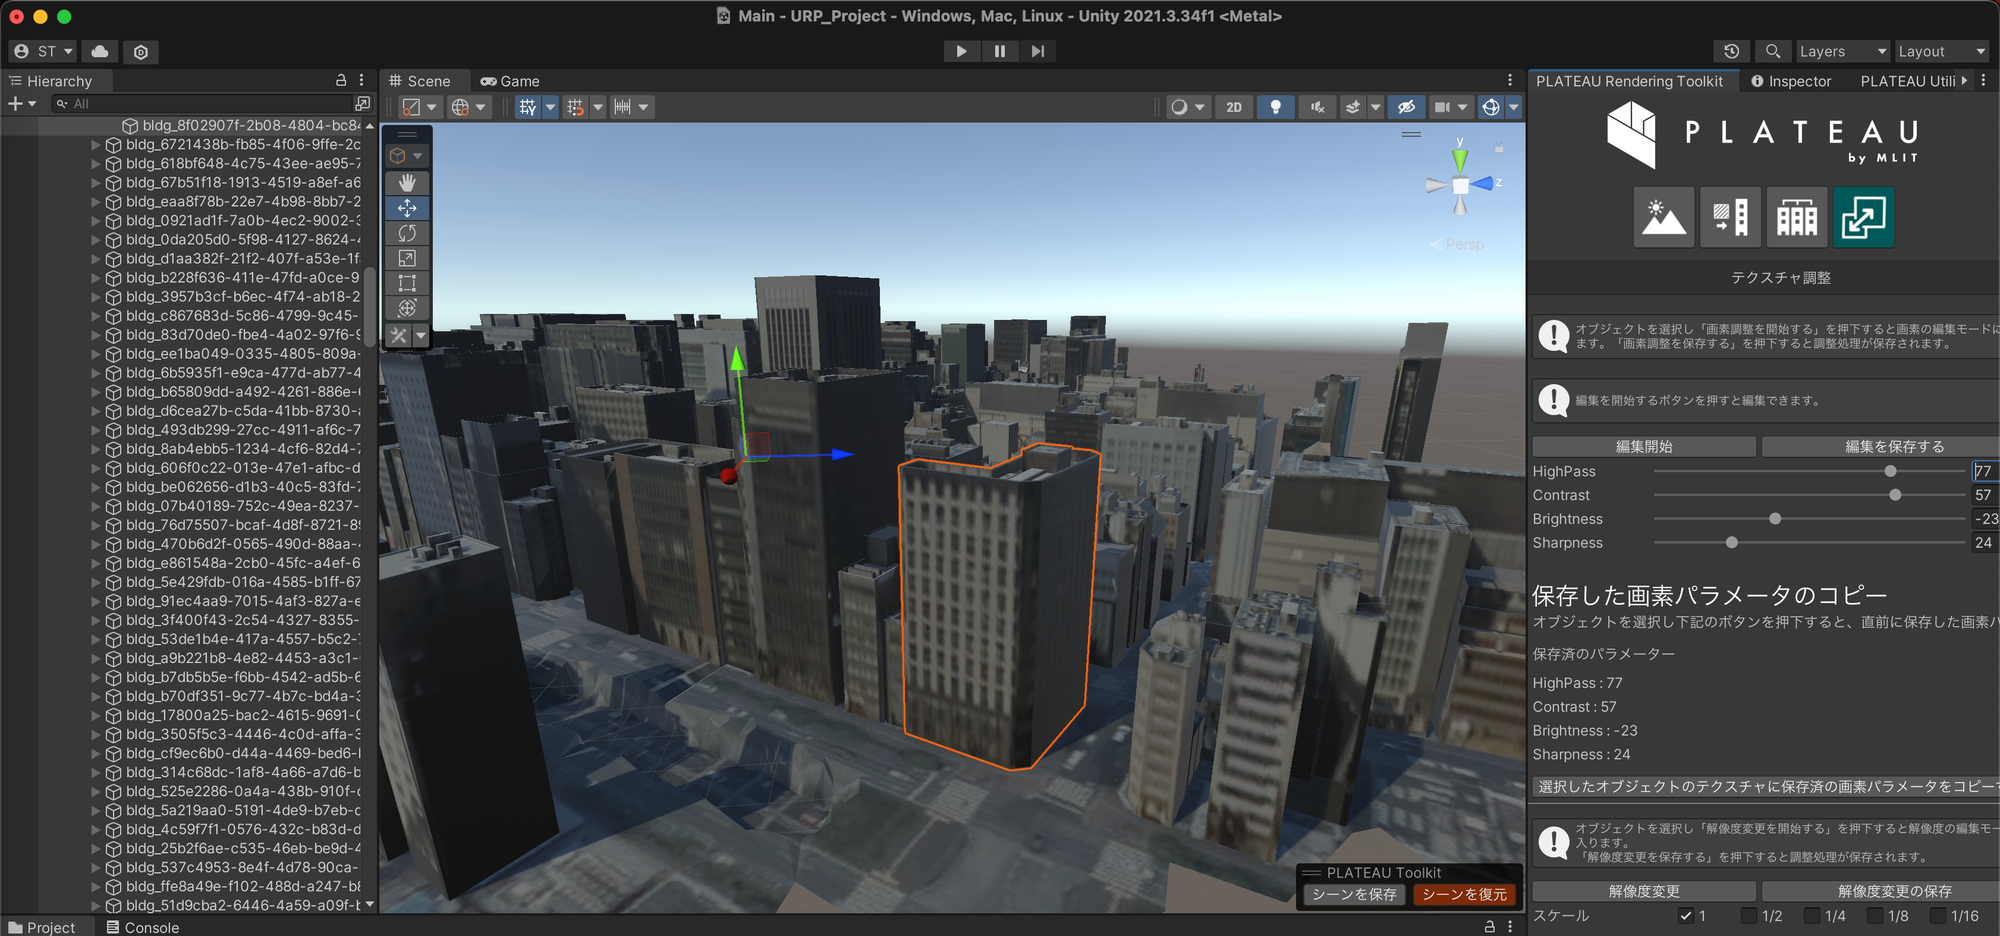 Main - URP_Project - Windows, Mac, Linux - Unity 2021.3.34f1 <Metal>
ST
Layers
Layout
Hierarchy
All
bldg_8f02907f-2b08-4804-bc84
bldg_6721438b-fb85-4f06-9ffe-2c
bldg_618bf648-4c75-43ee-ae95-7
bldg_67b51f18-1913-4519-a8ef-a6
bldg_eaa8f78b-22e7-4b98-8bb7-2
bldg_0921ad1f-7a0b-4ec2-9002-3
bldg_0da205d0-5f98-4127-8624-4
bldg_d1aa382f-21f2-407f-a53e-1f
bldg_b228f636-411e-47fd-a0ce-9
bldg_3957b3cf-b6ec-4f74-ab18-2
bldg_c867683d-5c86-4799-9c45-
bldg_83d70de0-fbe4-4a02-97f6-9
bldg_ee1ba049-0335-4805-809a-
bldg_6b5935f1-e9ca-477d-ab77-4
bldg_b65809dd-a492-4261-886e-
bldg_d6cea27b-c5da-41bb-8730-
bldg_493db299-27cc-4911-af6c-7
bldg_8ab4ebb5-1234-4cf6-82d4-7
bldg_606f0c22-013e-47e1-afbc-d
bldg_be062656-d1b3-40c5-83fd-7
bldg_07b40189-752c-49ea-8237-
bldg_76d75507-bcaf-4d8f-8721-89
bldg_470b6d2f-0565-490d-88aa-
bldg_e861548a-2cb0-45fc-a4ef-6
bldg_5e429fdb-016a-4585-b1ff-67
bldg_91ec4aa9-7015-4af3-827a-e
bldg_3f400f43-2c54-4327-8355-
bldg_53de1b4e-417a-4557-b5c2-
bldg_a9b221b8-4e82-4453-a3c1-
bldg_b7db5b5e-f6bb-4542-ad5b-6
bldg_b70df351-9c77-4b7c-bd4a-3
bldg_17800a25-bac2-4615-9691-0
bldg_3505f5c3-4446-4c0d-affa-3
bldg_cf9ec6b0-d44a-4469-bed6-
bldg_314c68dc-1af8-4a66-a7d6-b
bldg_525e2286-0a4a-438b-910f-
bldg_5a219aa0-5191-4de9-b7eb-
bldg_4c59f7f1-0576-432c-b83d-d
bldg_25b2f6ae-c535-46eb-be9d-4
bldg_537c4953-8e4f-4d78-90ca-
bldg_ffe8a49e-f102-488d-a247-b8
bldg_51d9cba2-6446-4a59-a09f-b
Project
Console
Scene
Game
2D
y
z
Persp
PLATEAU Toolkit
シーンを保存
シーンを復元
PLATEAU Rendering Toolkit
Inspector
PLATEAU Utili
PLATEAU
by MLIT
テクスチャ調整
オブジェクトを選択し「画素調整を開始する」を押下すると画素の編集モードに
ます。「画素調整を保存する」を押下すると調整処理が保存されます。
編集を開始するボタンを押すと編集できます。
編集開始
編集を保存する
HighPass 77
Contrast 57
Brightness -23
Sharpness 24
保存した画素パラメータのコピー
オブジェクトを選択し下記のボタンを押下すると、直前に保存した画素パ
保存済のパラメーター
HighPass : 77
Contrast : 57
Brightness : -23
Sharpness : 24
選択したオブジェクトのテクスチャに保存済の画素パラメータをコピー
オブジェクトを選択し「解像度変更を開始する」を押下すると解像度の編集モー
入ります。
「解像度変更を保存する」を押下すると調整処理が保存されます。
解像度変更
解像度変更の保存
スケール 1 1/2 1/4 1/8 1/16